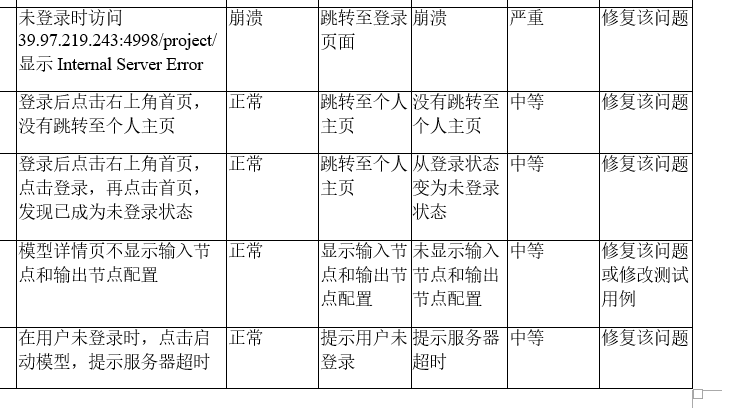 未登录时访问
39.97.219.243:4998/project/
显示 Internal Server Error
崩溃
跳转至登录
页面
崩溃
严重
修复该问题
登录后点击右上角首页，
没有跳转至个人主页
正常
跳转至个人
主页
没有跳转至
个人主页
中等
修复该问题
登录后点击右上角首页，
点击登录，再点击首页，
发现已成为未登录状态
正常
跳转至个人
主页
从登录状态
变为未登录
状态
中等
修复该问题
模型详情页不显示输入节
点和输出节点配置
正常
显示输入节
点和输出节
点配置
未显示输入
节点和输出
节点配置
中等
修复该问题
或修改测试
用例
在用户未登录时，点击启
动模型，提示服务器超时
正常
提示用户未
登录
提示服务器
超时
中等
修复该问题